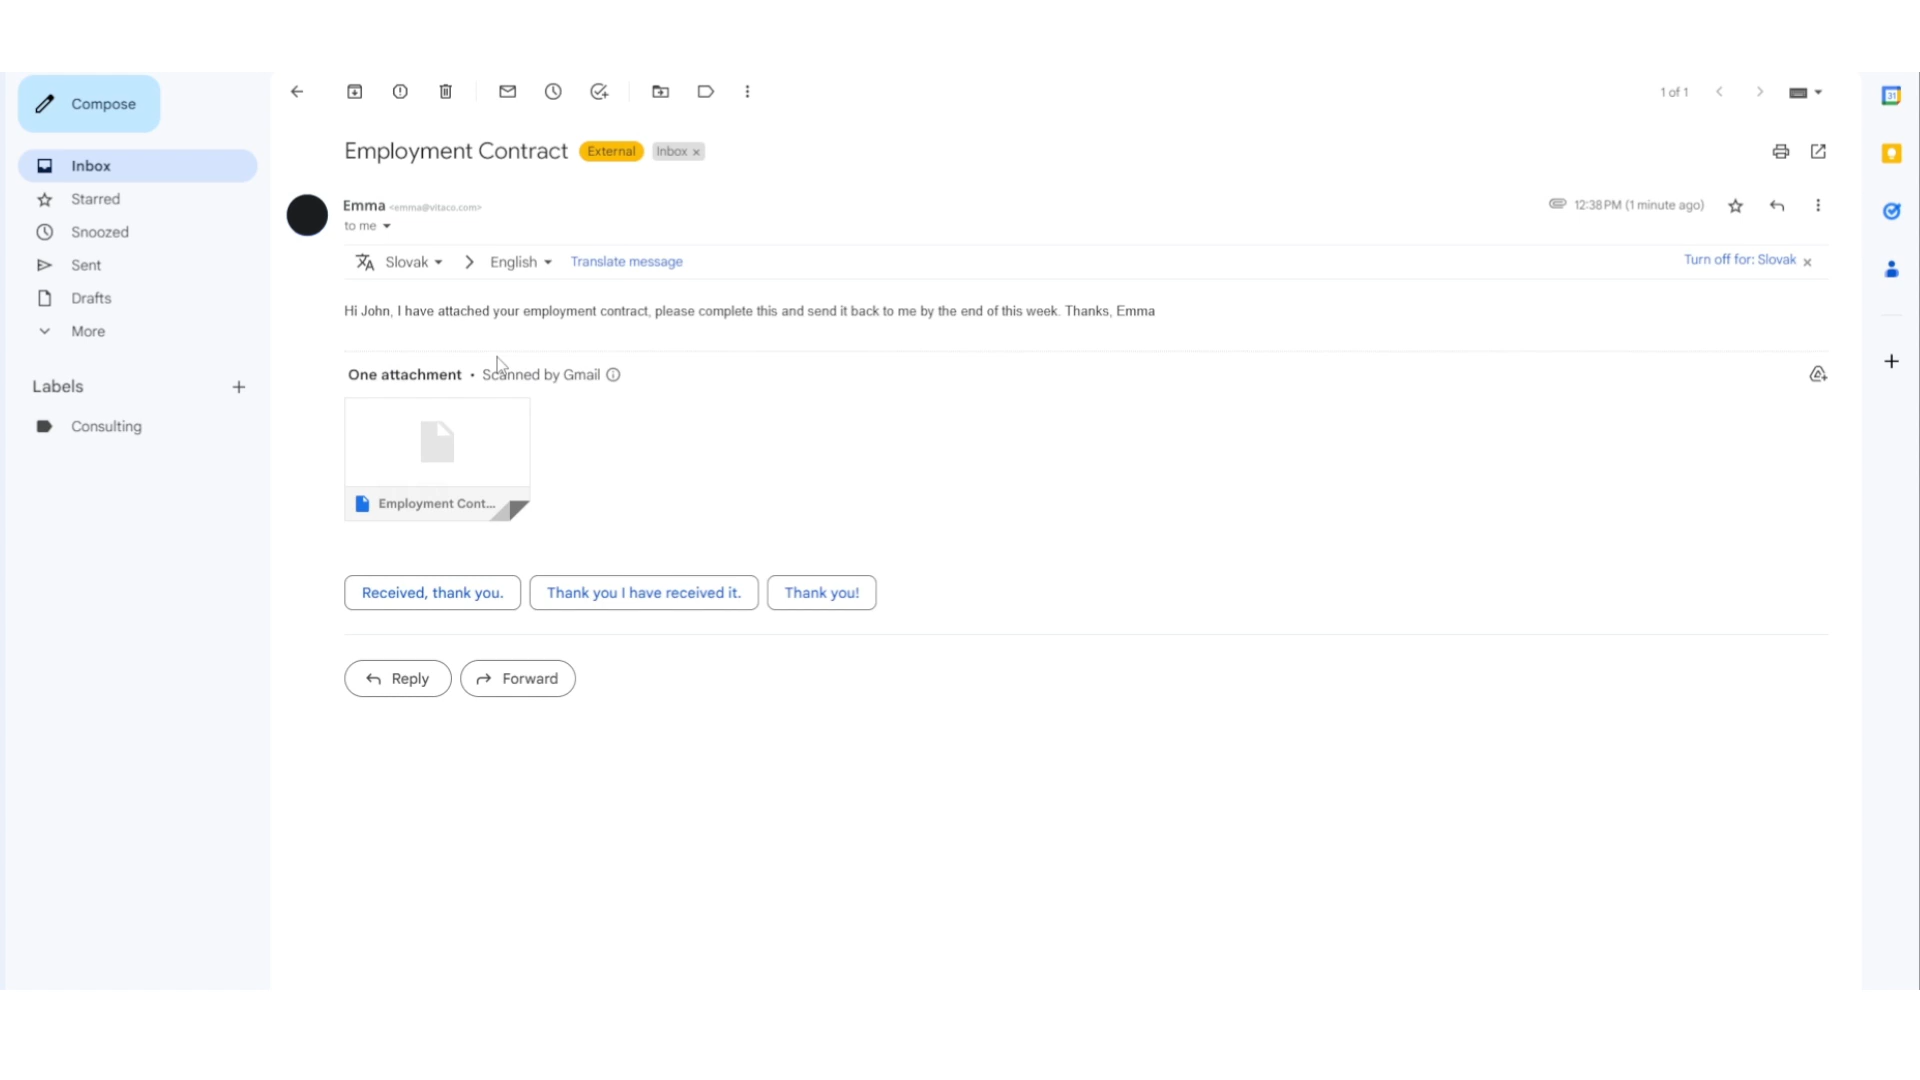 Compose
1 of 1
31
Employment Contract External Inbox ×
Inbox
Starred
Snoozed
Sent
Drafts
More
Labels
Consulting
Emma <emma@vitaco.com>
12:38 PM (1 minute ago)
to me
Slovak English Translate message
Turn off for: Slovak ×
Hi John, I have attached your employment contract, please complete this and send it back to me by the end of this week. Thanks, Emma
One attachment • Scanned by Gmail
Employment Cont...
Received, thank you. Thank you I have received it. Thank you!
Reply Forward